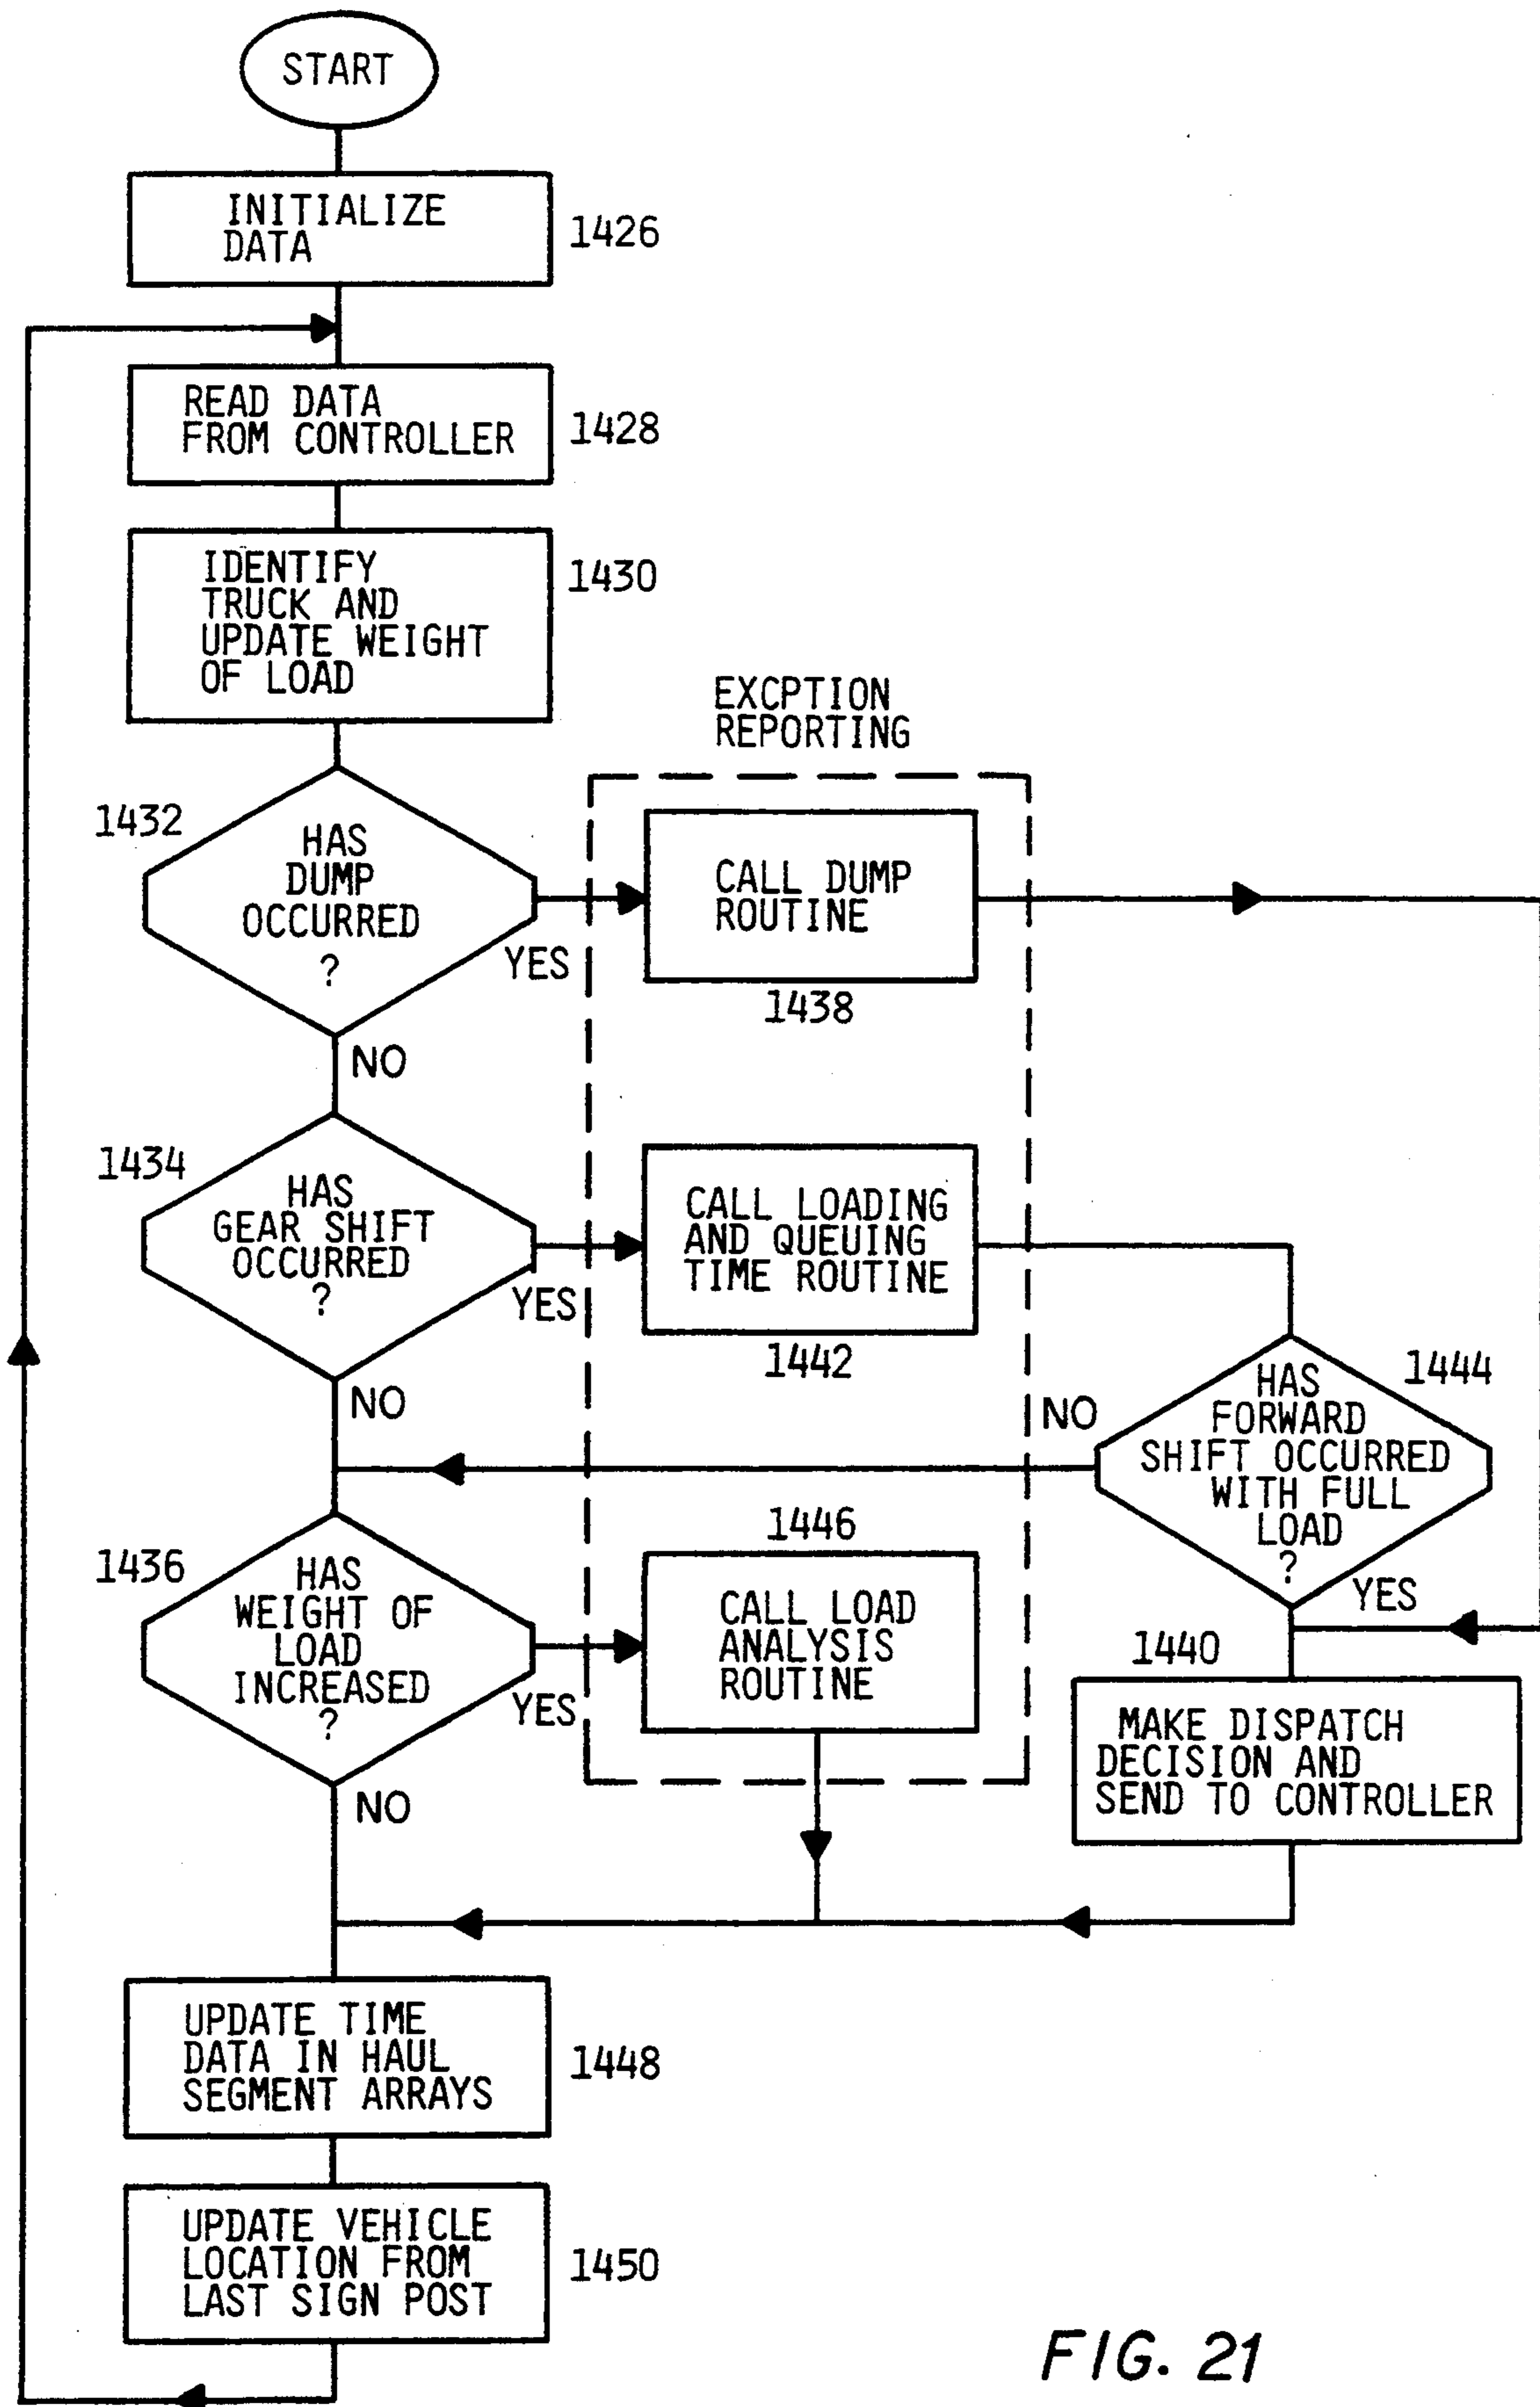 START
INITIALIZE
DATA
1426
READ DATA
FROM CONTROLLER
1428
IDENTIFY
TRUCK AND
UPDATE WEIGHT
OF LOAD
1430
EXCPTION
REPORTING
1432
HAS
DUMP
OCCURRED
?
YES
NO
CALL DUMP
ROUTINE
1438
1434
HAS
GEAR SHIFT
OCCURRED
?
YES
NO
CALL LOADING
AND QUEUING
TIME ROUTINE
1442
1444
HAS
FORWARD
SHIFT OCCURRED
WITH FULL
LOAD
?
NO
YES
1436
HAS
WEIGHT OF
LOAD
INCREASED
?
YES
NO
1446
CALL LOAD
ANALYSIS
ROUTINE
1440
MAKE DISPATCH
DECISION AND
SEND TO CONTROLLER
UPDATE TIME
DATA IN HAUL
SEGMENT ARRAYS
1448
UPDATE VEHICLE
LOCATION FROM
LAST SIGN POST
1450
FIG. 21